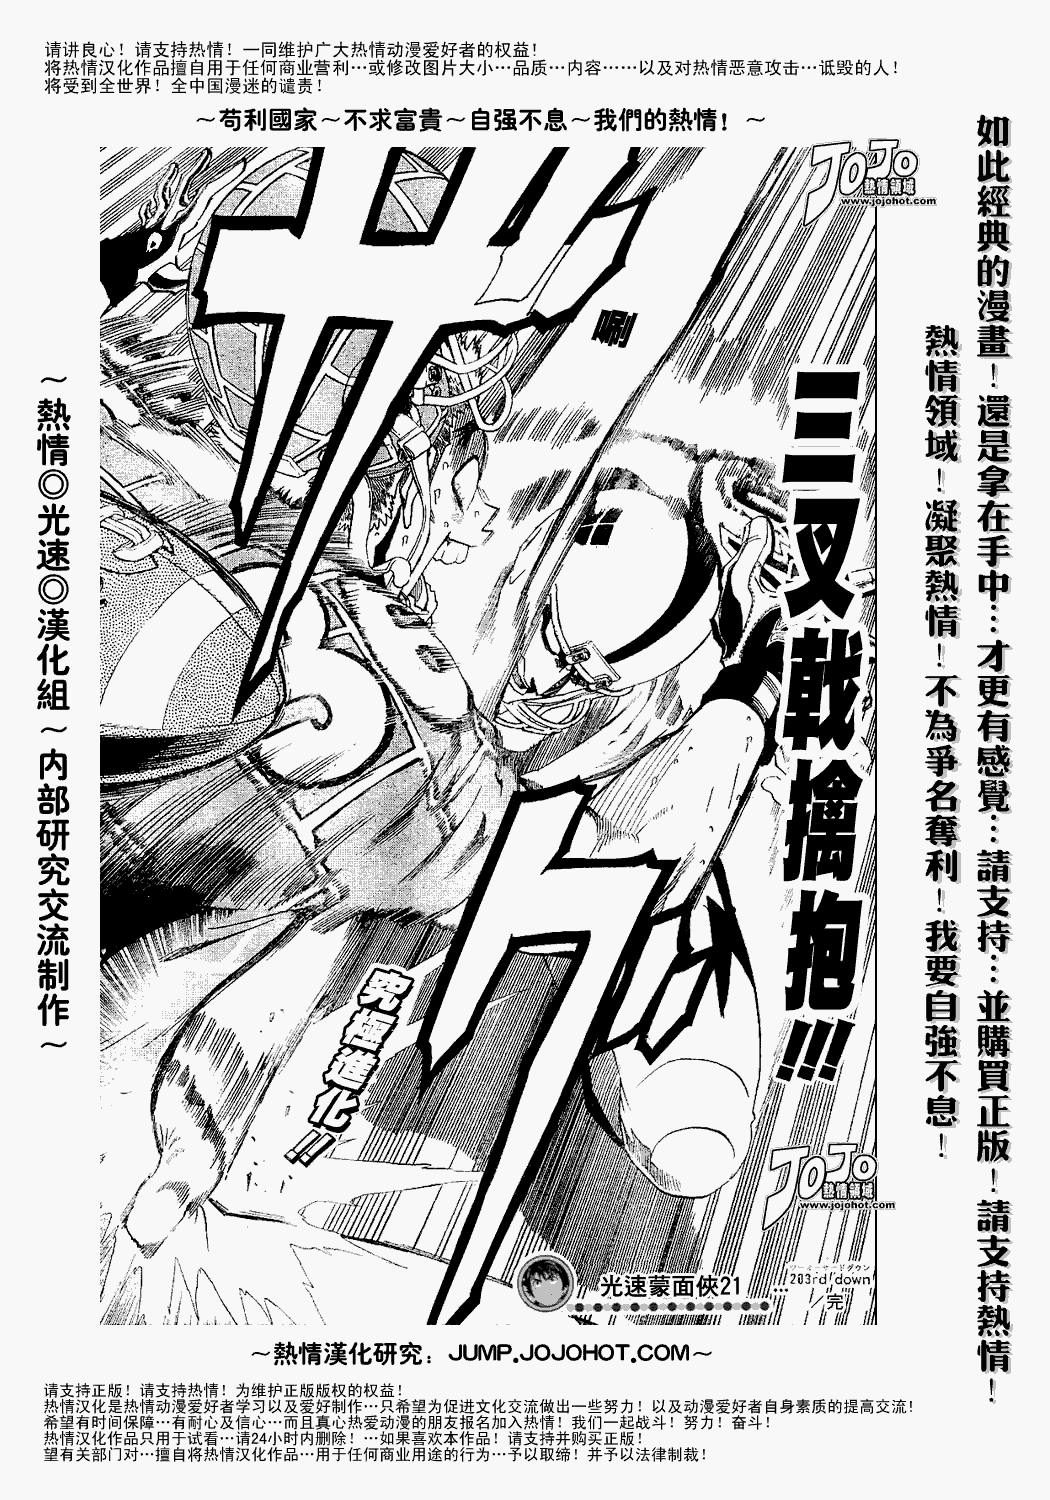 请讲良心！请支持热情！一同维护广大热情动漫爱好者的权益！
将热情汉化作品擅自用于任何商业营利…或修改图片大小…品质…内容……以及对热情恶意攻击…诋毁的人！
将受到全世界！全中国漫迷的谴责！
～苟利國家～不求富貴～自强不息～我們的熱情！～
如此經典的漫畫！還是拿在手中…才更有感覺…請支持…並購買正版！請支持熱情！
熱情領域！凝聚熱情！不為爭名奪利！我要自強不息！
JOJO
熱情領域
www.jojohot.com
ザ
三叉戟擒抱!!!
～熱情◎光速◎漢化組～内部研究交流制作～
究極進化!!
JOJO
熱情領域
www.jojohot.com
光速蒙面俠21
…203rd down
／完
～熱情漢化研究：JUMP.JOJOHOT.COM～
请支持正版！请支持热情！为维护正版版权的权益！
热情汉化是热情动漫爱好者学习以及爱好制作…只希望为促进文化交流做出一些努力！以及动漫爱好者自身素质的提高交流！
希望有时间保障…有耐心及信心…而且真心热爱动漫的朋友报名加入热情！我们一起战斗！努力！奋斗！
热情汉化作品只用于试看…请24小时内删除！…如果喜欢本作品！请支持并购买正版！
望有关部门对…擅自将热情汉化作品…用于任何商业用途的行为…予以取缔！并予以法律制裁！